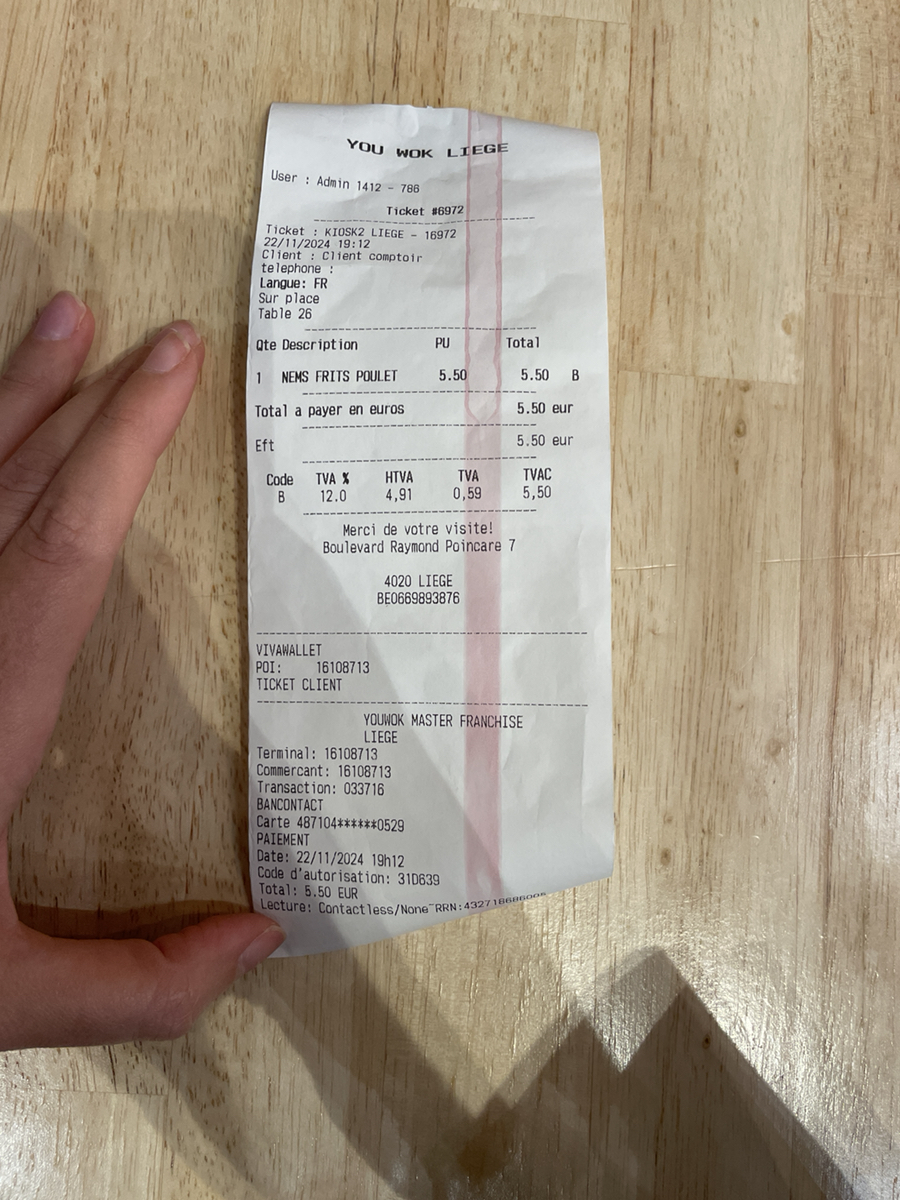 YOU WOK LIEGE
User : Admin 1412 - 786
Ticket #6972
Ticket : KIOSK2 LIEGE - 16972
22/11/2024 19:12
Client : Client comptoir
telephone :
Langue: FR
Sur place
Table 26
Qte Description PU Total
1 NEMS FRITS POULET 5.50 5.50 B
Total a payer en euros 5.50 eur
Eft 5.50 eur
Code TVA % HTVA TVA TVAC
B 12.0 4,91 0,59 5,50
Merci de votre visite!
Boulevard Raymond Poincare 7
4020 LIEGE
BE0669893876
VIVAWALLET
POI: 16108713
TICKET CLIENT
YOUWOK MASTER FRANCHISE
LIEGE
Terminal: 16108713
Commercant: 16108713
Transaction: 033716
BANCONTACT
Carte 487104******0529
PAIEMENT
Date: 22/11/2024 19h12
Code d'autorisation: 31D639
Total: 5.50 EUR
Lecture: Contactless/None~RRN: